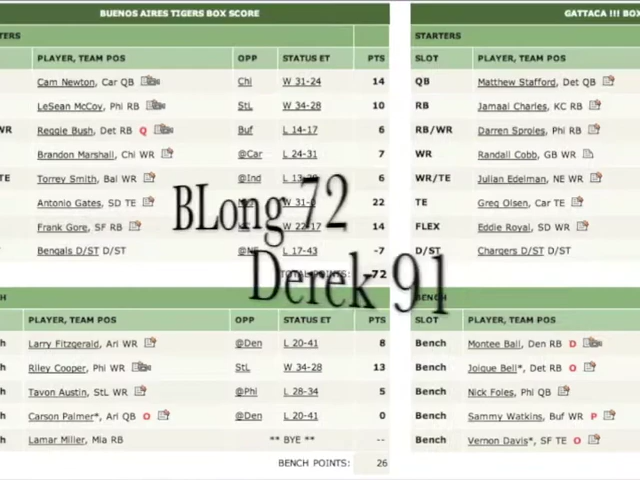 BUENOS AIRES TIGERS BOX SCORE
TERS
PLAYER, TEAM POS OPP STATUS ET PTS
Cam Newton, Car QB Chi W 31-24 14
LeSean McCoy, Phi RB StL W 34-28 10
WR Reggie Bush, Det RB Q Buf L 14-17 6
Brandon Marshall, Chi WR @Car L 24-31 7
TE Torrey Smith, Bal WR @Ind 6
Antonio Gates, SD TE 22
Frank Gore, SF RB 14
Bengals D/ST D/ST @NE L 17-43 -7
TOTAL POINTS: 72
BLong 72
Derek 91
CH
PLAYER, TEAM POS OPP STATUS ET PTS
h Larry Fitzgerald, Ari WR @Den L 20-41 8
h Riley Cooper, Phi WR StL W 34-28 13
h Tavon Austin, StL WR @Phi L 28-34 5
h Carson Palmer*, Ari QB O @Den L 20-41 0
h Lamar Miller, Mia RB ** BYE ** --
BENCH POINTS: 26
GATTACA !!! BOX
STARTERS
SLOT PLAYER, TEAM POS
QB Matthew Stafford, Det QB
RB Jamaal Charles, KC RB
RB/WR Darren Sproles, Phi RB
WR Randall Cobb, GB WR
WR/TE Julian Edelman, NE WR
TE Greg Olsen, Car TE
FLEX Eddie Royal, SD WR
D/ST Chargers D/ST D/ST
BENCH
SLOT PLAYER, TEAM POS
Bench Montee Ball, Den RB D
Bench Joique Bell*, Det RB O
Bench Nick Foles, Phi QB
Bench Sammy Watkins, Buf WR P
Bench Vernon Davis*, SF TE O